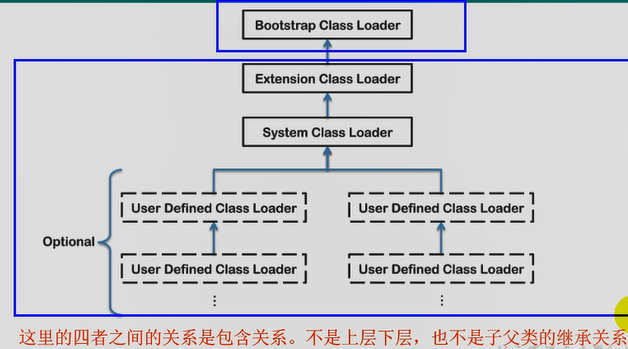 Bootstrap Class Loader
Extension Class Loader
System Class Loader
User Defined Class Loader
User Defined Class Loader
Optional
User Defined Class Loader
User Defined Class Loader
这里的四者之间的关系是包含关系。不是上层下层，也不是子父类的继承关系